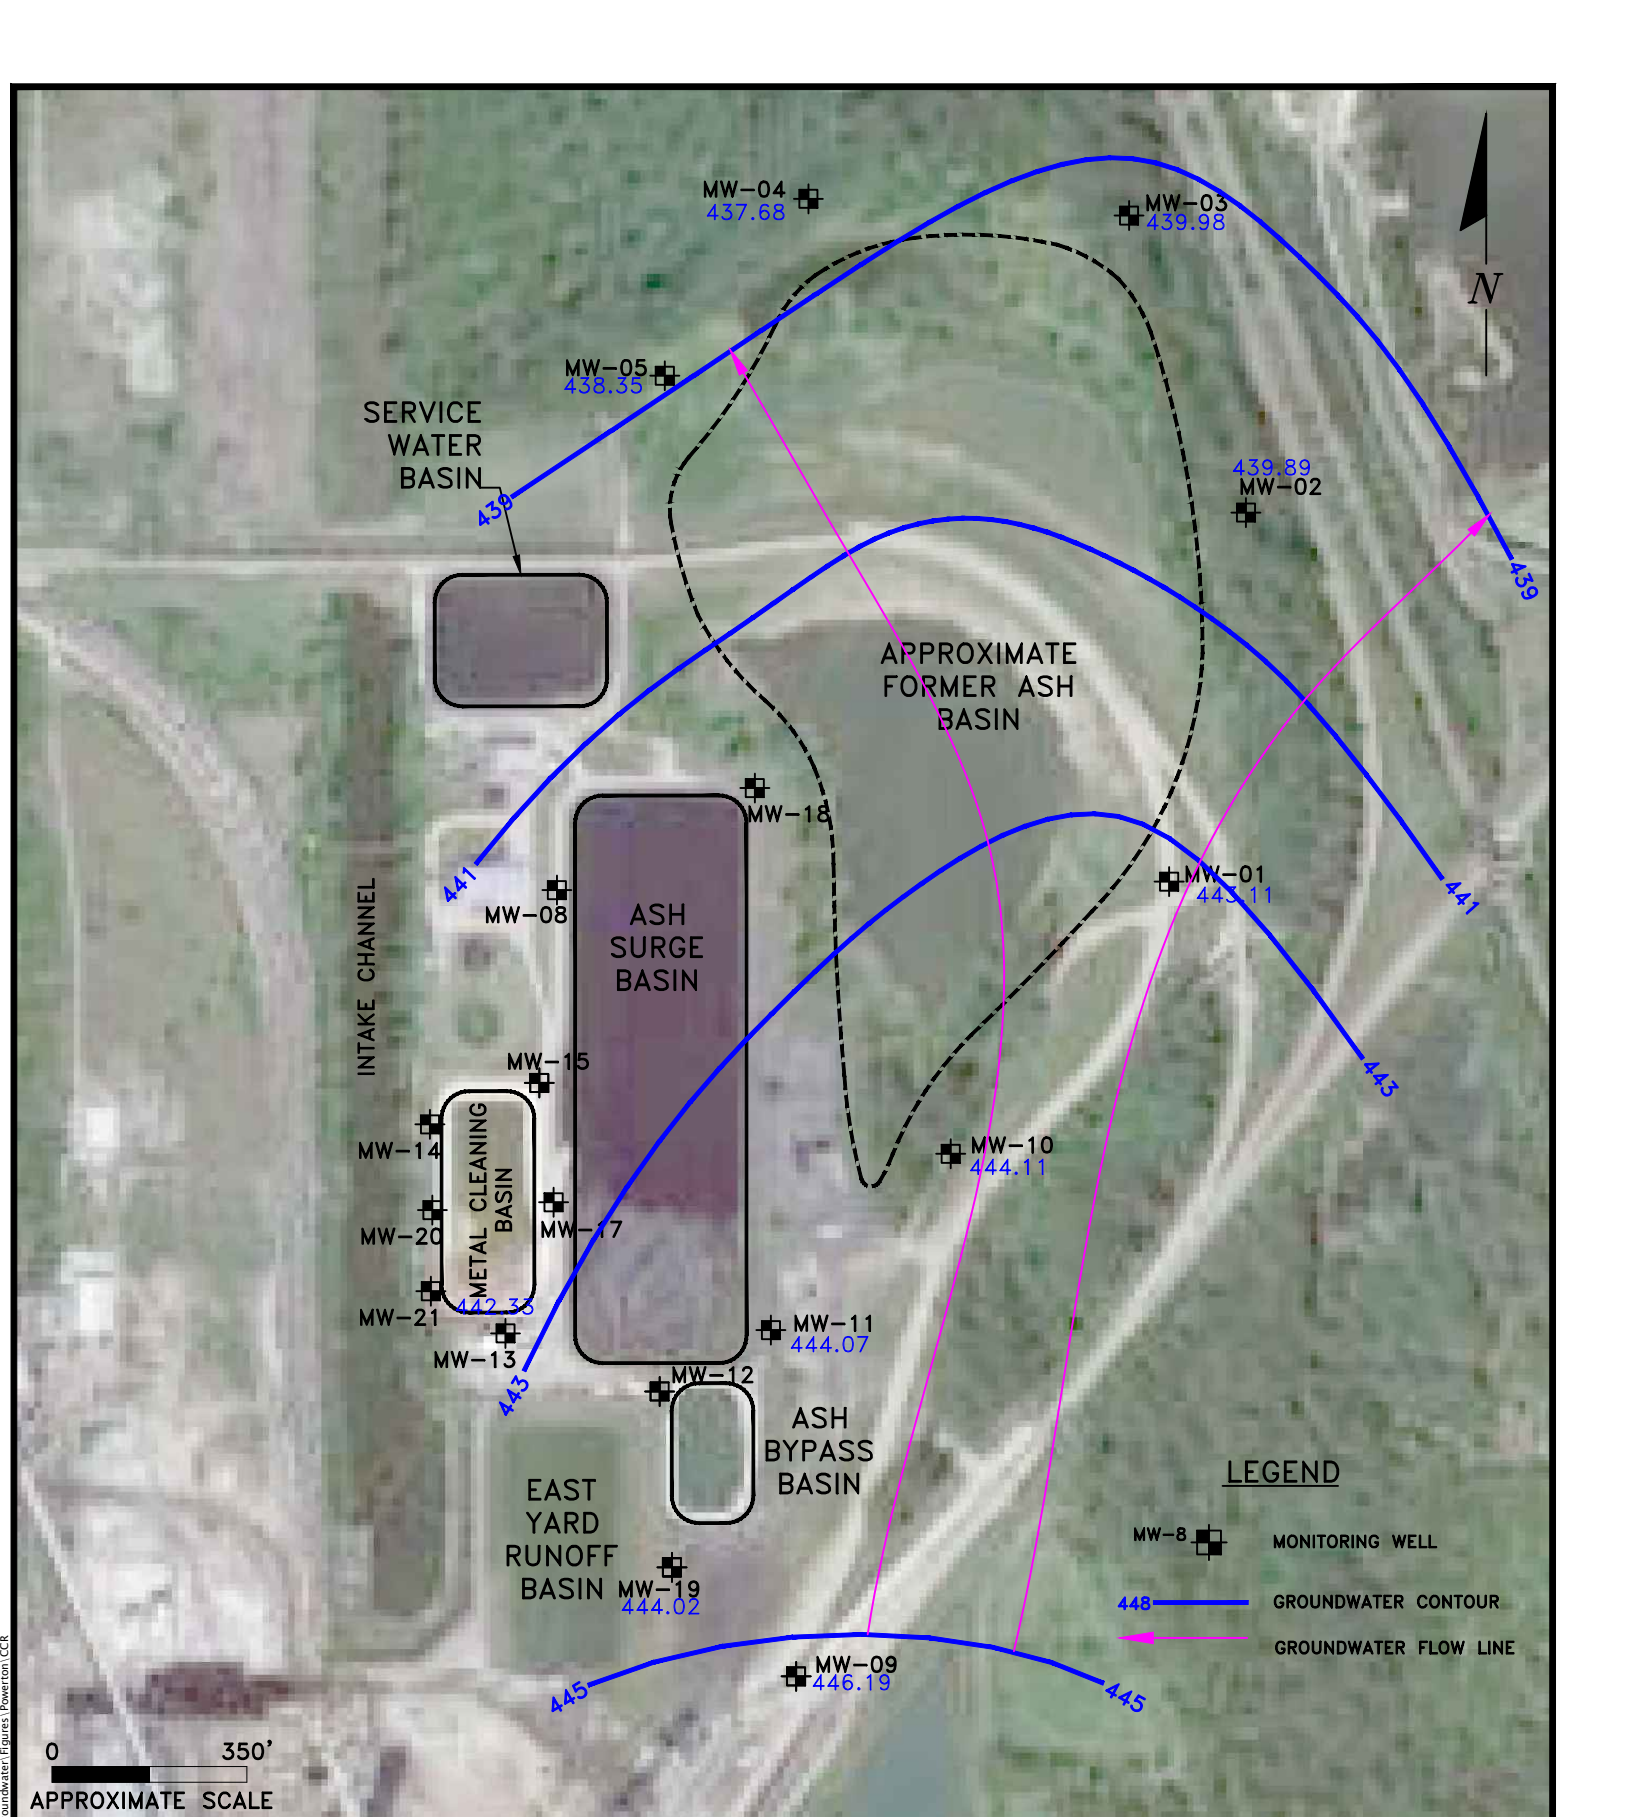 MW-04
437.68
MW-03
439.98
N
MW-05
438.35
SERVICE
WATER
BASIN
439
439.89
MW-02
439
APPROXIMATE
FORMER ASH
BASIN
MW-18
441
MW-08
ASH
SURGE
BASIN
MW-01
443.11
441
INTAKE CHANNEL
MW-15
443
MW-14
METAL CLEANING
BASIN
MW-10
444.11
MW-20
MW-17
MW-21
442.33
MW-13
MW-11
444.07
443
MW-12
ASH
BYPASS
BASIN
EAST
YARD
RUNOFF
BASIN
MW-19
444.02
LEGEND
MW-8
MONITORING WELL
448
GROUNDWATER CONTOUR
GROUNDWATER FLOW LINE
MW-09
446.19
445
445
0 350'
APPROXIMATE SCALE
oundwater\Figures\Powerton\CCR